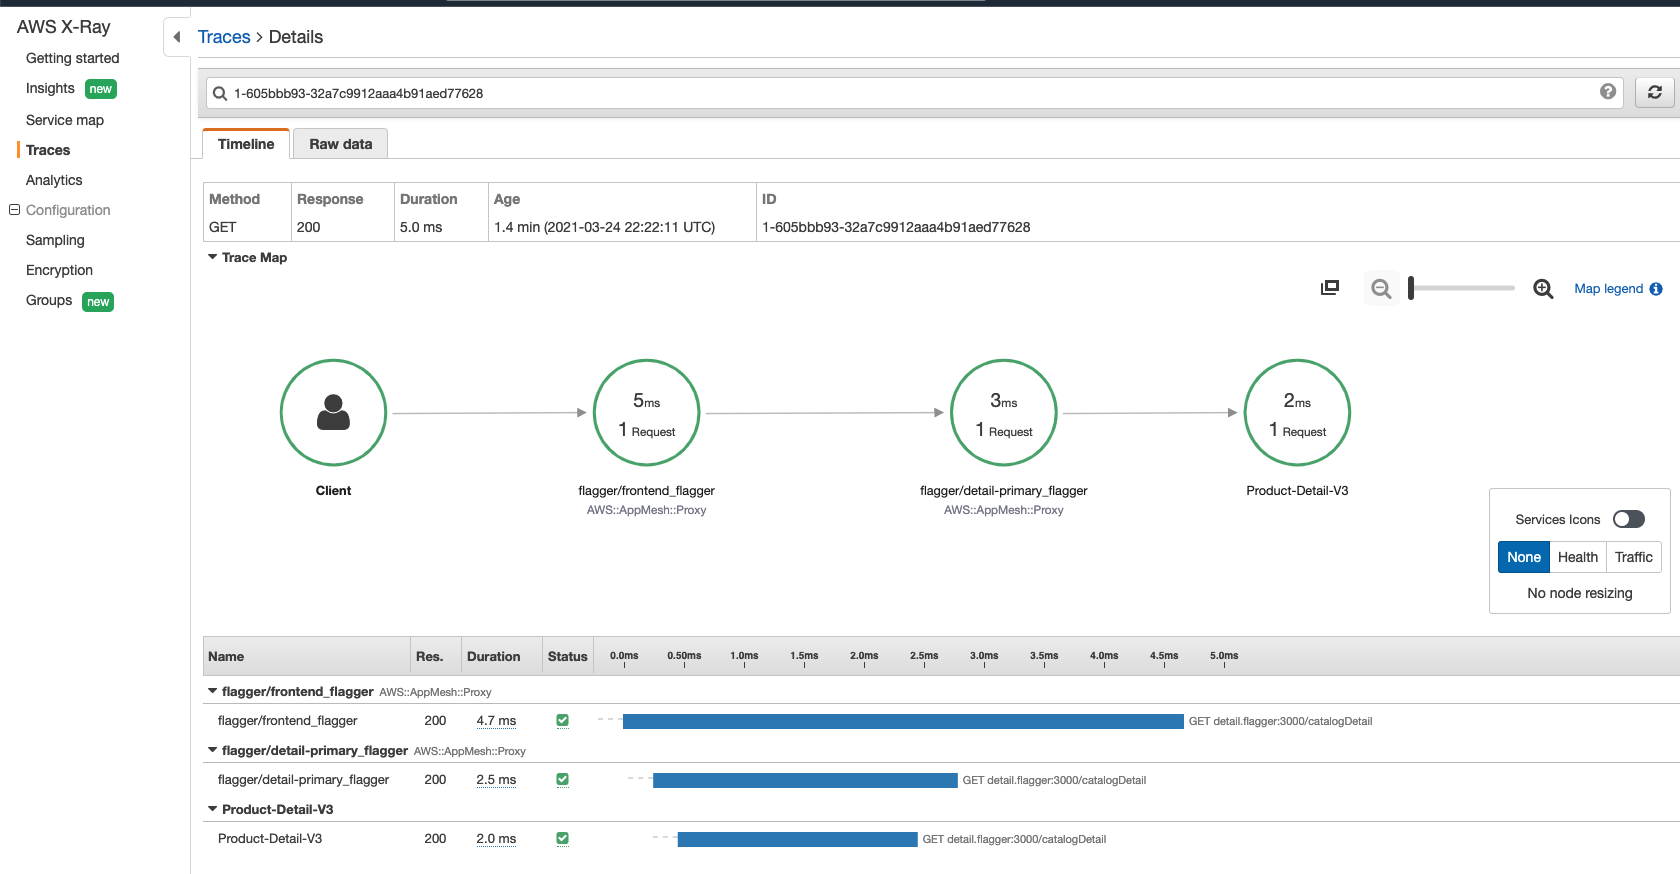 AWS X-Ray
Getting started
Insights new
Service map
Traces
Analytics
Configuration
Sampling
Encryption
Groups new
Traces > Details
1-605bbb93-32a7c9912aaa4b91aed77628
Timeline Raw data
Method Response Duration Age ID
GET 200 5.0 ms 1.4 min (2021-03-24 22:22:11 UTC) 1-605bbb93-32a7c9912aaa4b91aed77628
Trace Map
Map legend
5ms 3ms 2ms
1 Request 1 Request 1 Request
Client flagger/frontend_flagger flagger/detail-primary_flagger Product-Detail-V3
AWS::AppMesh::Proxy AWS::AppMesh::Proxy
Services Icons
None Health Traffic
No node resizing
Name Res. Duration Status 0.0ms 0.50ms 1.0ms 1.5ms 2.0ms 2.5ms 3.0ms 3.5ms 4.0ms 4.5ms 5.0ms
flagger/frontend_flagger AWS::AppMesh::Proxy
flagger/frontend_flagger 200 4.7 ms GET detail.flagger:3000/catalogDetail
flagger/detail-primary_flagger AWS::AppMesh::Proxy
flagger/detail-primary_flagger 200 2.5 ms GET detail.flagger:3000/catalogDetail
Product-Detail-V3
Product-Detail-V3 200 2.0 ms GET detail.flagger:3000/catalogDetail